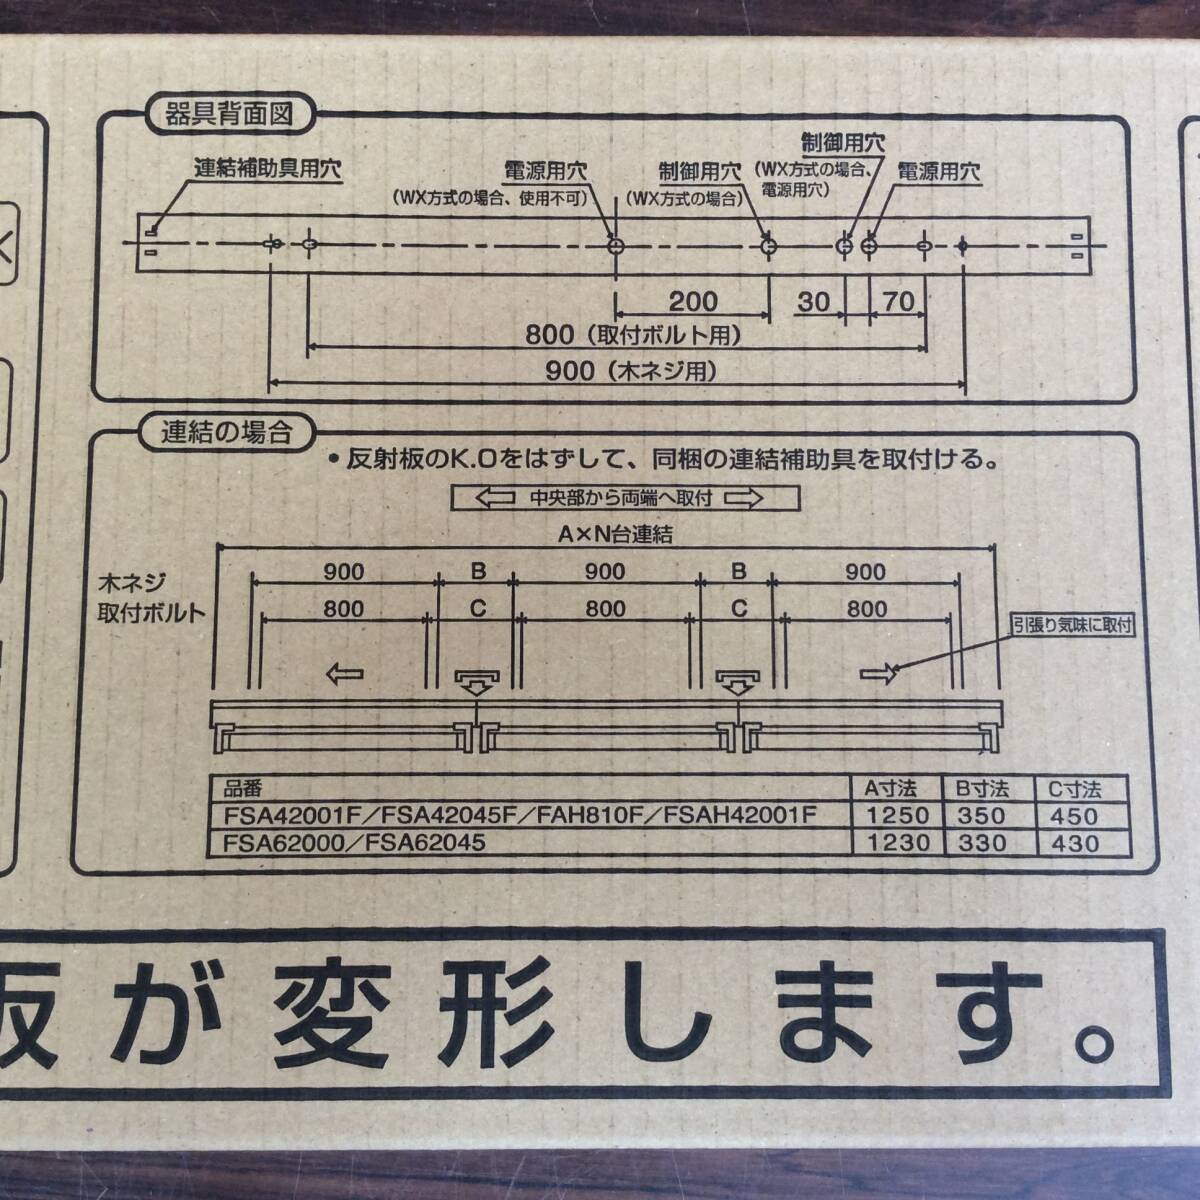 器具背面図
連結補助具用穴
電源用穴
(WX方式の場合、使用不可)
制御用穴
(WX方式の場合)
制御用穴
(WX方式の場合、
電源用穴)
電源用穴
200
30
70
800(取付ボルト用)
900(木ネジ用)
連結の場合
•反射板のK.Oをはずして、同梱の連結補助具を取付ける。
中央部から両端へ取付
A×N台連結
木ネジ 900 B 900 B 900
取付ボルト 800 C 800 C 800
引張り気味に取付
品番 A寸法 B寸法 C寸法
FSA42001F/FSA42045F/FAH810F/FSAH42001F 1250 350 450
FSA62000/FSA62045 1230 330 430
板が変形します。